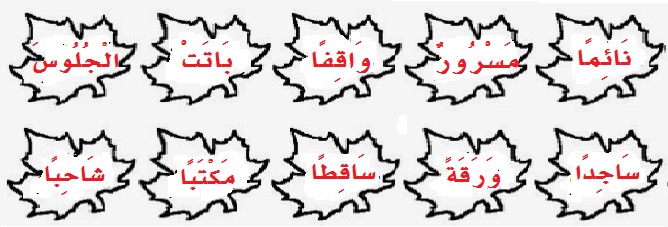 نَائِمًا مَسْرُورٌ وَاقِفًا بَاتَتْ الْجُلُوسَ
سَاجِدًا وَرَقَةً سَاقِطًا مَكْتَبًا شَاحِبًا